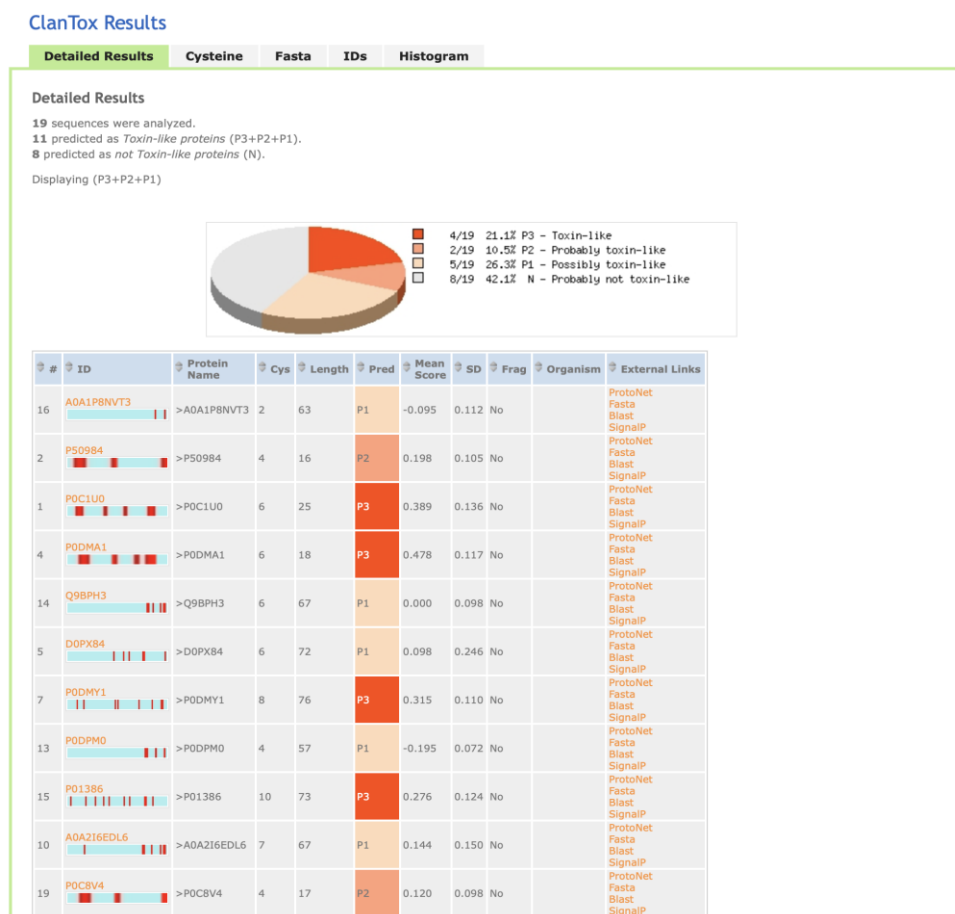 ClanTox Results
Detailed Results Cysteine Fasta IDs Histogram
Detailed Results
19 sequences were analyzed.
11 predicted as Toxin-like proteins (P3+P2+P1).
8 predicted as not Toxin-like proteins (N).
Displaying (P3+P2+P1)
4/19 21.1% P3 - Toxin-like
2/19 10.5% P2 - Probably toxin-like
5/19 26.3% P1 - Possibly toxin-like
8/19 42.1% N - Probably not toxin-like
# ID Protein Name Cys Length Pred Mean Score SD Frag Organism External Links
16 A0A1P8NVT3 >A0A1P8NVT3 2 63 P1 -0.095 0.112 No ProtoNet
Fasta
Blast
SignalP
2 P50984 >P50984 4 16 P2 0.198 0.105 No ProtoNet
Fasta
Blast
SignalP
1 P0C1U0 >P0C1U0 6 25 P3 0.389 0.136 No ProtoNet
Fasta
Blast
SignalP
4 P0DMA1 >P0DMA1 6 18 P3 0.478 0.117 No ProtoNet
Fasta
Blast
SignalP
14 Q9BPH3 >Q9BPH3 6 67 P1 0.000 0.098 No ProtoNet
Fasta
Blast
SignalP
5 D0PX84 >D0PX84 6 72 P1 0.098 0.246 No ProtoNet
Fasta
Blast
SignalP
7 P0DMY1 >P0DMY1 8 76 P3 0.315 0.110 No ProtoNet
Fasta
Blast
SignalP
13 P0DPM0 >P0DPM0 4 57 P1 -0.195 0.072 No ProtoNet
Fasta
Blast
SignalP
15 P01386 >P01386 10 73 P3 0.276 0.124 No ProtoNet
Fasta
Blast
SignalP
10 A0A2I6EDL6 >A0A2I6EDL6 7 67 P1 0.144 0.150 No ProtoNet
Fasta
Blast
SignalP
19 P0C8V4 >P0C8V4 4 17 P2 0.120 0.098 No ProtoNet
Fasta
Blast
SignalP